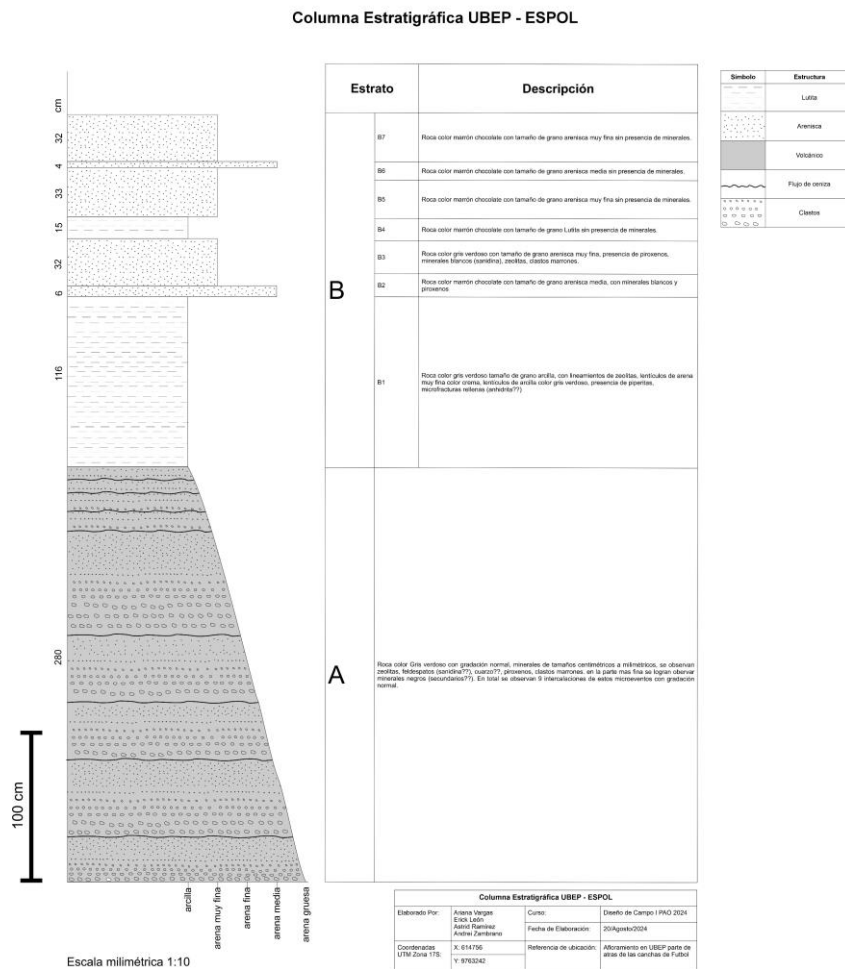 Columna Estratigráfica UBEP - ESPOL
cm
32
4
33
15
32
6
116
280
100 cm
arcilla
arena muy fina
arena fina
arena media
arena gruesa
Escala milimétrica 1:10
Estrato
Descripción
B
B7
Roca color marrón chocolate con tamaño de grano arenisca muy fina sin presencia de minerales.
B6
Roca color marrón chocolate con tamaño de grano arenisca media sin presencia de minerales.
B5
Roca color marrón chocolate con tamaño de grano arenisca muy fina sin presencia de minerales.
B4
Roca color marrón chocolate con tamaño de grano Lutita sin presencia de minerales.
B3
Roca color gris verdoso con tamaño de grano arenisca muy fina, presencia de piroxenos,
minerales blancos (sanidina), zeolitas, clastos marrones.
B2
Roca color marrón chocolate con tamaño de grano arenisca media, con minerales blancos y
piroxenos
B1
Roca color gris verdoso tamaño de grano arcilla, con lineamientos de zeolitas, lentículos de arena
muy fina color crema, lentículos de arcilla color gris verdoso, presencia de piperitas,
microfracturas rellenas (anhidrita??)
A
Roca color Gris verdoso con gradación normal, minerales de tamaños centimétricos a milimétricos, se observan
zeolitas, feldespatos (sanidina??), cuarzo??, piroxenos, clastos marrones. en la parte mas fina se logran obervar
minerales negros (secundarios??). En total se observan 9 intercalaciones de estos microeventos con gradación
normal.
Símbolo
Estructura
Lutita
Arenisca
Volcánico
Flujo de ceniza
Clastos
Columna Estratigráfica UBEP - ESPOL
Elaborado Por:
Ariana Vargas
Erick León
Astrid Ramírez
Andrei Zambrano
Curso:
Diseño de Campo I PAO 2024
Fecha de Elaboración:
20/Agosto/2024
Coordenadas
UTM Zona 17S:
X: 614756
Y: 9763242
Referencia de ubicación:
Afloramiento en UBEP parte de
atras de las canchas de Futbol